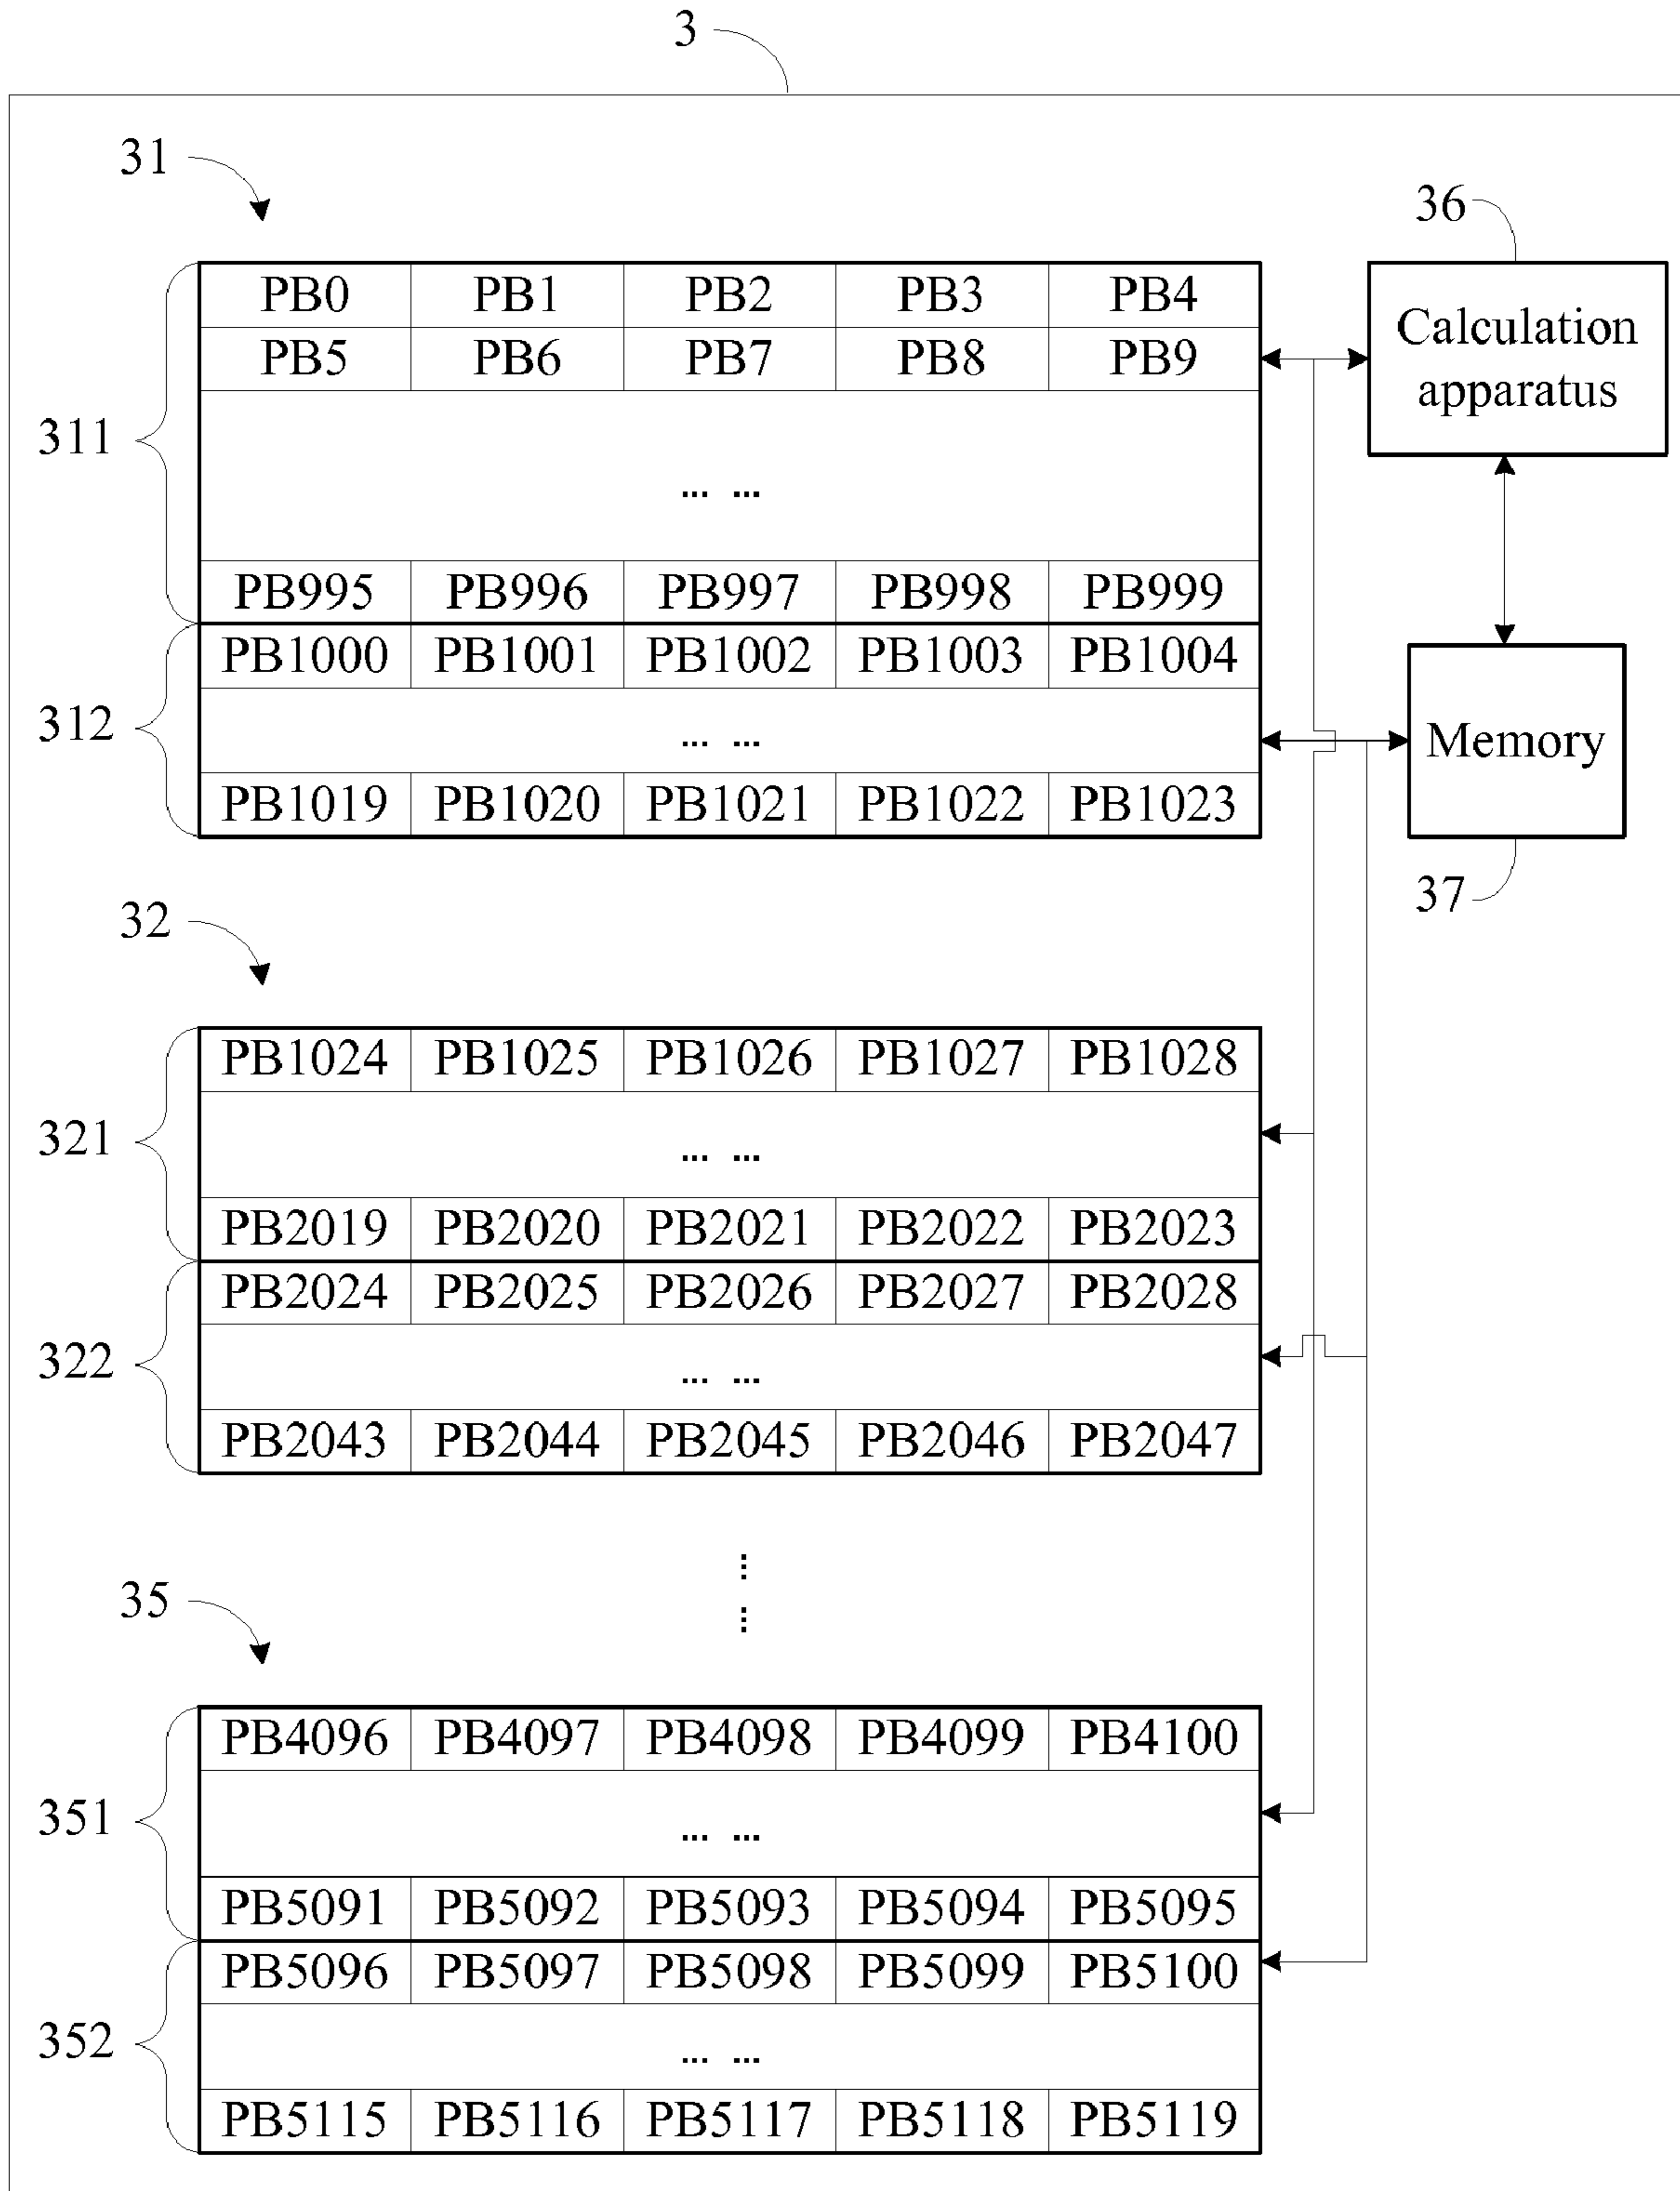 3
31
36
PB0 PB1 PB2 PB3 PB4
Calculation
apparatus
PB5 PB6 PB7 PB8 PB9
311
... ...
PB995 PB996 PB997 PB998 PB999
PB1000 PB1001 PB1002 PB1003 PB1004
312
... ...
Memory
PB1019 PB1020 PB1021 PB1022 PB1023
37
32
PB1024 PB1025 PB1026 PB1027 PB1028
321
... ...
PB2019 PB2020 PB2021 PB2022 PB2023
PB2024 PB2025 PB2026 PB2027 PB2028
322
... ...
PB2043 PB2044 PB2045 PB2046 PB2047
... ...
35
PB4096 PB4097 PB4098 PB4099 PB4100
351
... ...
PB5091 PB5092 PB5093 PB5094 PB5095
PB5096 PB5097 PB5098 PB5099 PB5100
352
... ...
PB5115 PB5116 PB5117 PB5118 PB5119